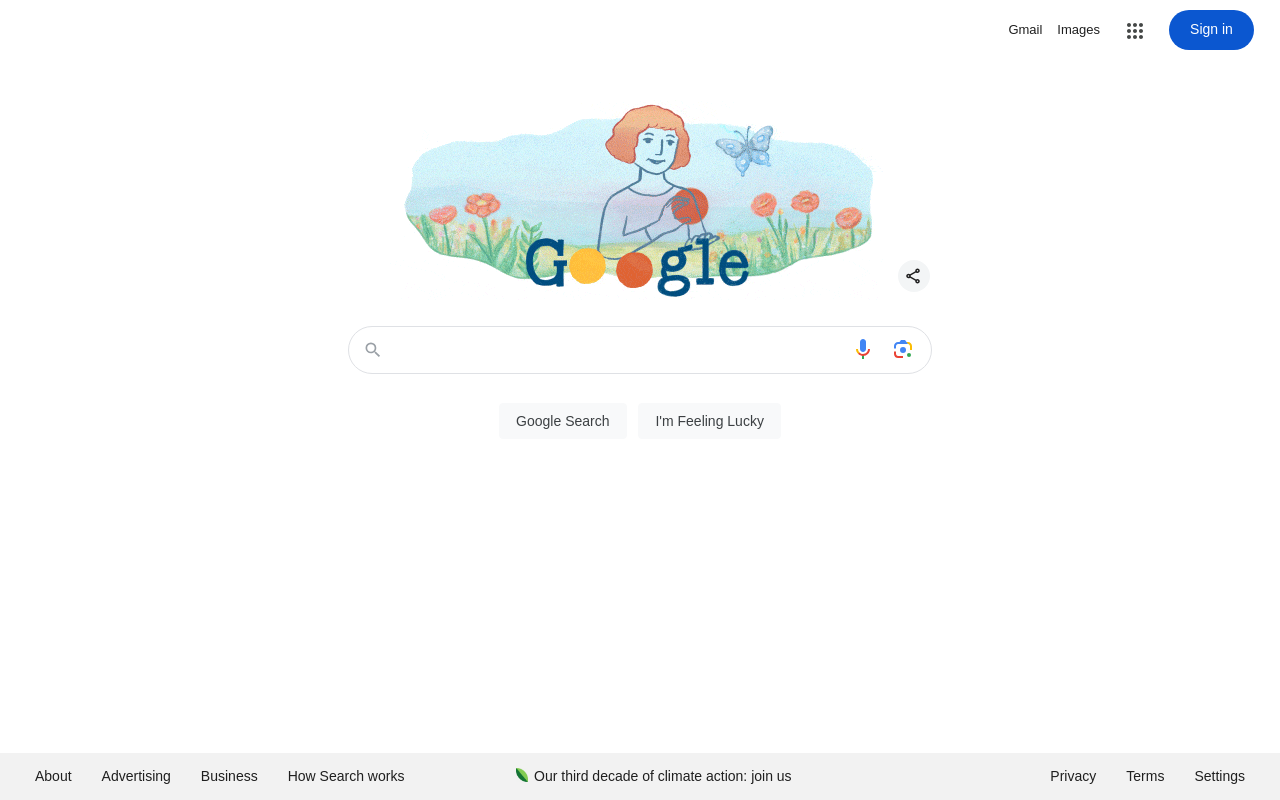 Gmail Images Sign in
Google
Google Search I'm Feeling Lucky
About Advertising Business How Search works Our third decade of climate action: join us Privacy Terms Settings